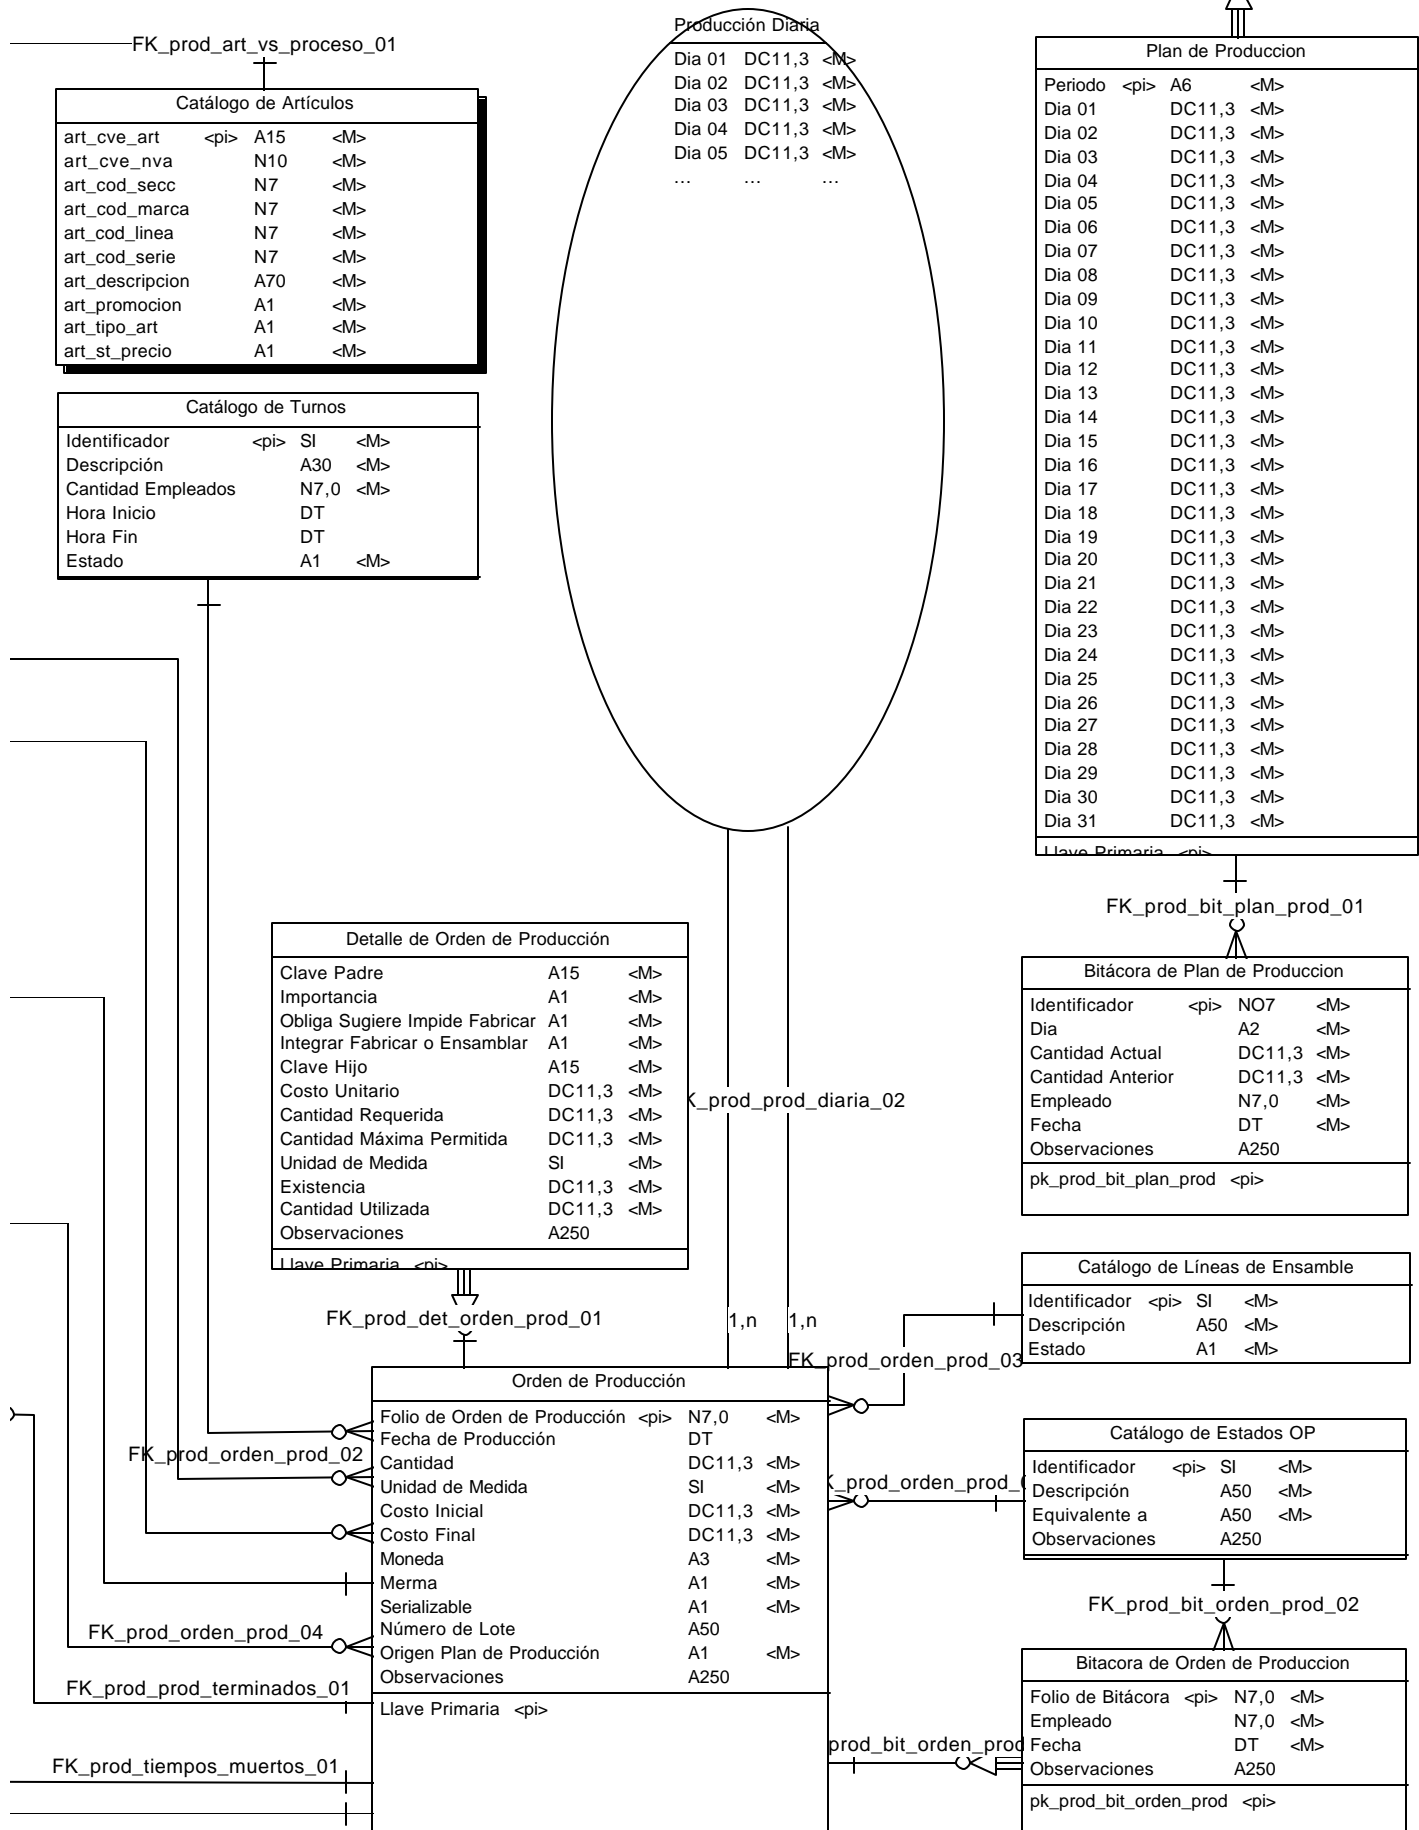 FK_prod_art_vs_proceso_01
Catálogo de Artículos
art_cve_art <pi> A15 <M>
art_cve_nva N10 <M>
art_cod_secc N7 <M>
art_cod_marca N7 <M>
art_cod_linea N7 <M>
art_cod_serie N7 <M>
art_descripcion A70 <M>
art_promocion A1 <M>
art_tipo_art A1 <M>
art_st_precio A1 <M>
Catálogo de Turnos
Identificador <pi> SI <M>
Descripción A30 <M>
Cantidad Empleados N7,0 <M>
Hora Inicio DT
Hora Fin DT
Estado A1 <M>
Producción Diaria
Dia 01 DC11,3 <M>
Dia 02 DC11,3 <M>
Dia 03 DC11,3 <M>
Dia 04 DC11,3 <M>
Dia 05 DC11,3 <M>
... ... ...
Plan de Produccion
Periodo <pi> A6 <M>
Dia 01 DC11,3 <M>
Dia 02 DC11,3 <M>
Dia 03 DC11,3 <M>
Dia 04 DC11,3 <M>
Dia 05 DC11,3 <M>
Dia 06 DC11,3 <M>
Dia 07 DC11,3 <M>
Dia 08 DC11,3 <M>
Dia 09 DC11,3 <M>
Dia 10 DC11,3 <M>
Dia 11 DC11,3 <M>
Dia 12 DC11,3 <M>
Dia 13 DC11,3 <M>
Dia 14 DC11,3 <M>
Dia 15 DC11,3 <M>
Dia 16 DC11,3 <M>
Dia 17 DC11,3 <M>
Dia 18 DC11,3 <M>
Dia 19 DC11,3 <M>
Dia 20 DC11,3 <M>
Dia 21 DC11,3 <M>
Dia 22 DC11,3 <M>
Dia 23 DC11,3 <M>
Dia 24 DC11,3 <M>
Dia 25 DC11,3 <M>
Dia 26 DC11,3 <M>
Dia 27 DC11,3 <M>
Dia 28 DC11,3 <M>
Dia 29 DC11,3 <M>
Dia 30 DC11,3 <M>
Dia 31 DC11,3 <M>
Llave Primaria <pi>
FK_prod_bit_plan_prod_01
Bitácora de Plan de Produccion
Identificador <pi> NO7 <M>
Dia A2 <M>
Cantidad Actual DC11,3 <M>
Cantidad Anterior DC11,3 <M>
Empleado N7,0 <M>
Fecha DT <M>
Observaciones A250
pk_prod_bit_plan_prod <pi>
Detalle de Orden de Producción
Clave Padre A15 <M>
Importancia A1 <M>
Obliga Sugiere Impide Fabricar A1 <M>
Integrar Fabricar o Ensamblar A1 <M>
Clave Hijo A15 <M>
Costo Unitario DC11,3 <M>
Cantidad Requerida DC11,3 <M>
Cantidad Máxima Permitida DC11,3 <M>
Unidad de Medida SI <M>
Existencia DC11,3 <M>
Cantidad Utilizada DC11,3 <M>
Observaciones A250
Llave Primaria <pi>
K_prod_prod_diaria_02
FK_prod_det_orden_prod_01
1,n 1,n
Catálogo de Líneas de Ensamble
Identificador <pi> SI <M>
Descripción A50 <M>
Estado A1 <M>
FK_prod_orden_prod_03
Orden de Producción
Folio de Orden de Producción <pi> N7,0 <M>
Fecha de Producción DT
Cantidad DC11,3 <M>
Unidad de Medida SI <M>
Costo Inicial DC11,3 <M>
Costo Final DC11,3 <M>
Moneda A3 <M>
Merma A1 <M>
Serializable A1 <M>
Número de Lote A50
Origen Plan de Producción A1 <M>
Observaciones A250
Llave Primaria <pi>
FK_prod_orden_prod_02
FK_prod_orden_prod_04
FK_prod_prod_terminados_01
FK_prod_tiempos_muertos_01
Catálogo de Estados OP
Identificador <pi> SI <M>
Descripción A50 <M>
Equivalente a A50 <M>
Observaciones A250
K_prod_orden_prod_
FK_prod_bit_orden_prod_02
Bitacora de Orden de Produccion
Folio de Bitácora <pi> N7,0 <M>
Empleado N7,0 <M>
Fecha DT <M>
Observaciones A250
pk_prod_bit_orden_prod <pi>
prod_bit_orden_prod